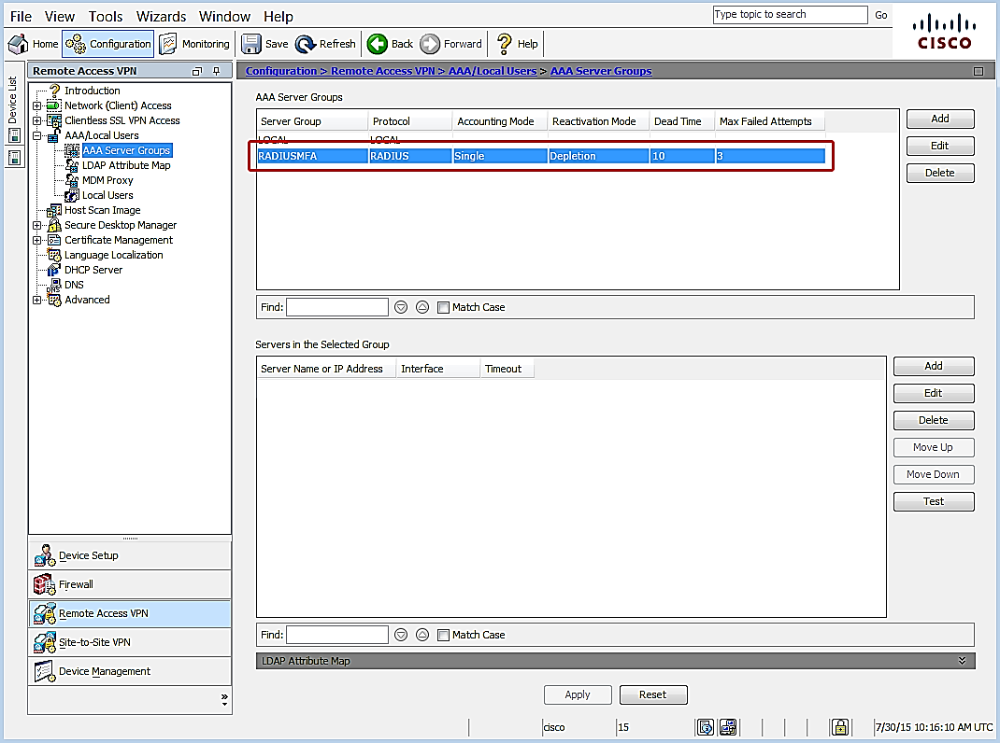 File View Tools Wizards Window Help
Type topic to search Go
CISCO
Home Configuration Monitoring Save Refresh Back Forward Help
Device List
Remote Access VPN
Introduction
Network (Client) Access
Clientless SSL VPN Access
AAA/Local Users
AAA Server Groups
LDAP Attribute Map
MDM Proxy
Local Users
Host Scan Image
Secure Desktop Manager
Certificate Management
Language Localization
DHCP Server
DNS
DNS
Advanced
Device Setup
Firewall
Remote Access VPN
Site-to-Site VPN
Device Management
»
Configuration > Remote Access VPN > AAA/Local Users > AAA Server Groups
AAA Server Groups
Server Group Protocol Accounting Mode Reactivation Mode Dead Time Max Failed Attempts
LOCAL LOCAL
RADIUSMFA RADIUS Single Depletion 10 3
Add
Edit
Delete
Find: Match Case
Servers in the Selected Group
Server Name or IP Address Interface Timeout
Add
Edit
Delete
Move Up
Move Down
Test
Find: Match Case
LDAP Attribute Map
Apply Reset
cisco 15 7/30/15 10:16:10 AM UTC